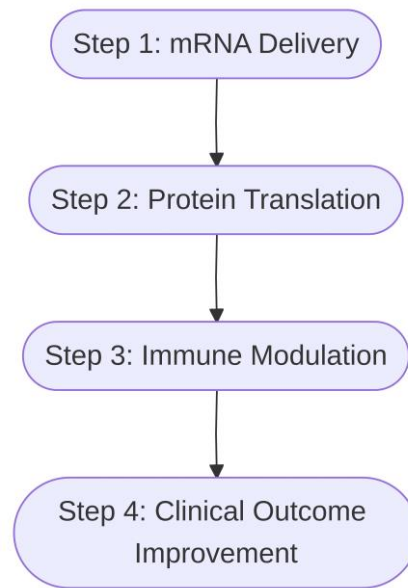 Step 1: mRNA Delivery
Step 2: Protein Translation
Step 3: Immune Modulation
Step 4: Clinical Outcome
Improvement